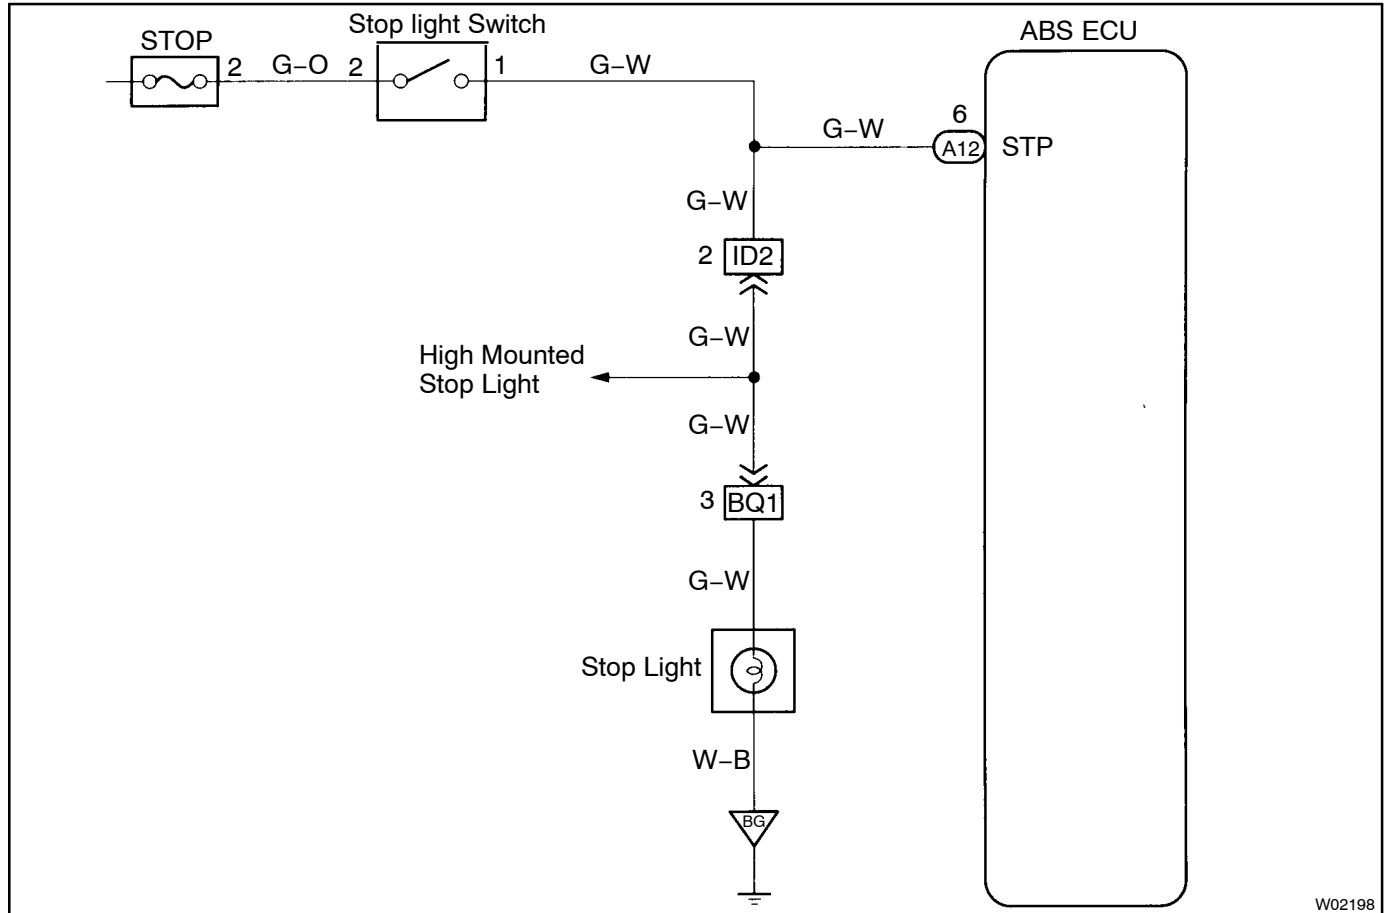 Stop light Switch
ABS ECU
STOP
2 G–O 2 1 G–W
6
G–W A12 STP
G–W
2 ID2
G–W
High Mounted
Stop Light
G–W
3 BQ1
G–W
Stop Light
W–B
BG
W02198